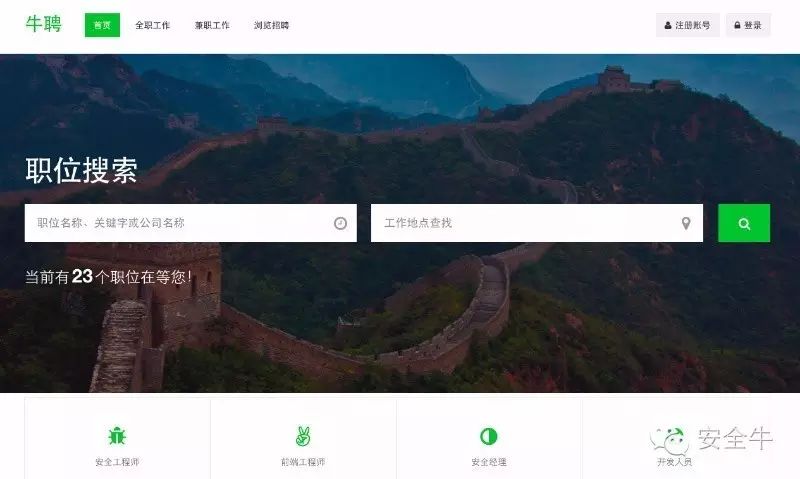 牛聘 首页 全职工作 兼职工作 浏览招聘 注册账号 登录
职位搜索
职位名称、关键字或公司名称 工作地点查找
当前有23个职位在等您!
安全牛
安全工程师 前端工程师 安全经理 开发人员